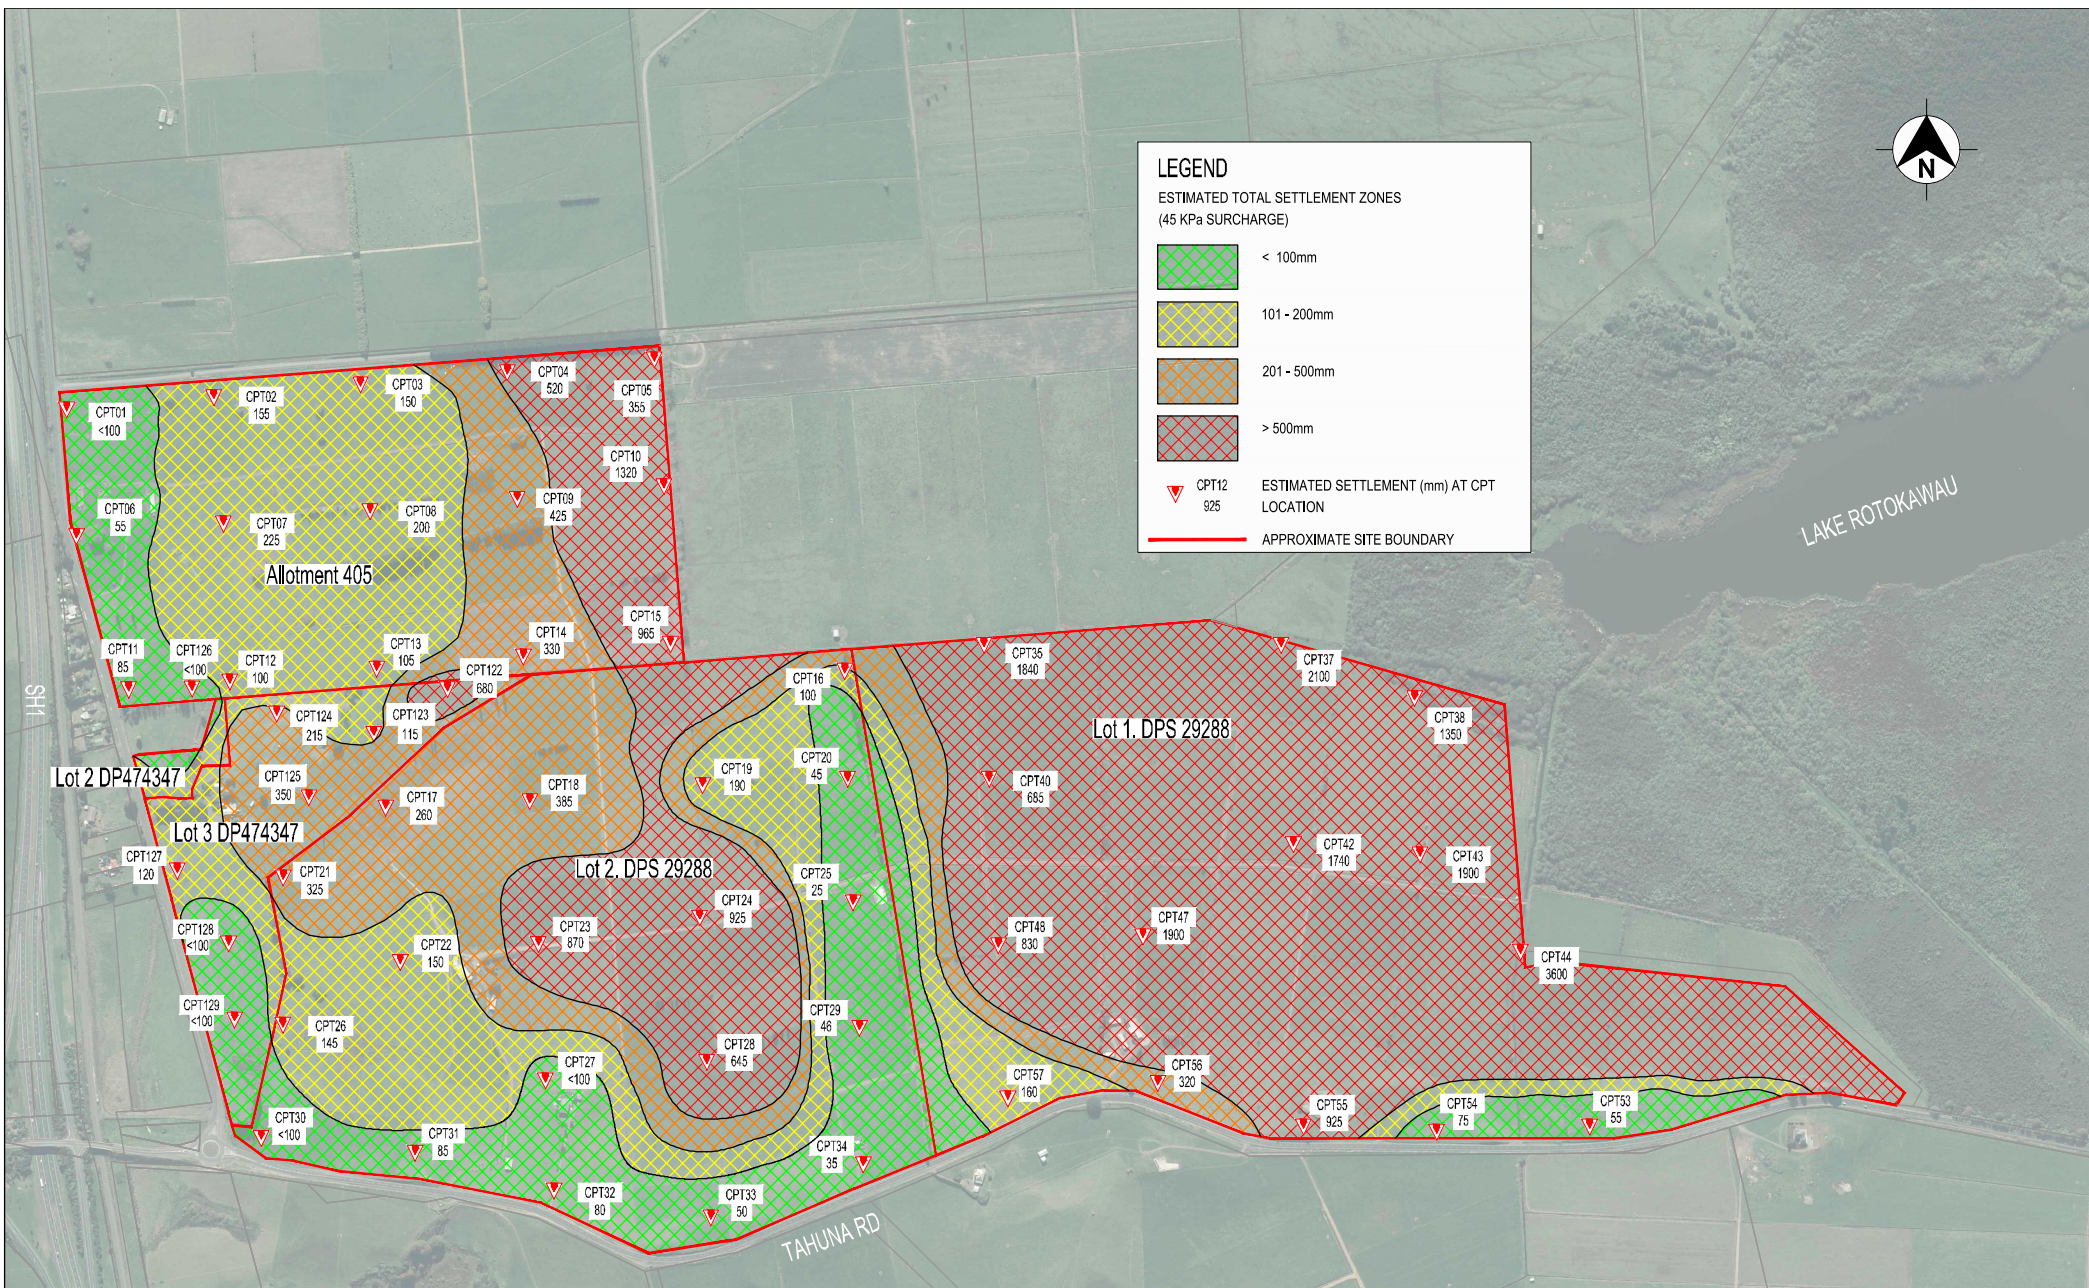 LEGEND
ESTIMATED TOTAL SETTLEMENT ZONES
(45 KPa SURCHARGE)
< 100mm
101 - 200mm
201 - 500mm
> 500mm
CPT12
925
ESTIMATED SETTLEMENT (mm) AT CPT
LOCATION
APPROXIMATE SITE BOUNDARY
N
LAKE ROTOKAWAU
SH1
TAHUNA RD
CPT01
<100
CPT02
155
CPT03
150
CPT04
520
CPT05
355
CPT06
55
CPT07
225
CPT08
200
CPT09
425
CPT10
1320
Allotment 405
CPT11
85
CPT126
<100
CPT12
100
CPT13
105
CPT14
330
CPT15
965
CPT122
680
CPT124
215
CPT123
115
CPT16
100
CPT35
1840
CPT37
2100
CPT38
1350
Lot 1. DPS 29288
Lot 2 DP474347
CPT125
350
CPT17
260
CPT18
385
CPT19
190
CPT20
45
CPT40
685
Lot 3 DP474347
CPT127
120
CPT21
325
Lot 2. DPS 29288
CPT25
25
CPT42
1740
CPT43
1900
CPT128
<100
CPT22
150
CPT23
870
CPT24
925
CPT48
830
CPT47
1900
CPT44
3600
CPT129
<100
CPT26
145
CPT29
46
CPT28
645
CPT27
<100
CPT57
160
CPT56
320
CPT30
<100
CPT31
85
CPT34
35
CPT55
925
CPT54
75
CPT53
55
CPT32
80
CPT33
50